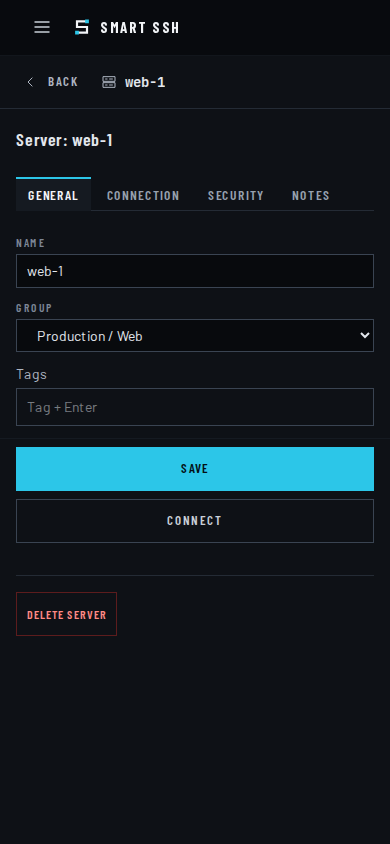 SMART SSH
BACK web-1
Server: web-1
GENERAL CONNECTION SECURITY NOTES
NAME
web-1
GROUP
Production / Web
Tags
Tag + Enter
SAVE
CONNECT
DELETE SERVER